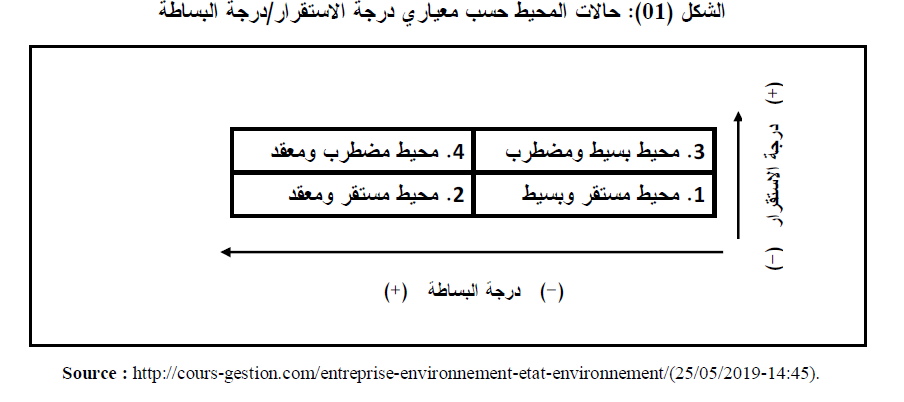 الشكل (01): حالات المحيط حسب معياري درجة الاستقرار/درجة البساطة
(-) درجة الاستقرار (+)
3. محيط بسيط ومضطرب
4. محيط مضطرب ومعقد
1. محيط مستقر وبسيط
2. محيط مستقر ومعقد
(-) درجة البساطة (+)
Source : http://cours-gestion.com/entreprise-environnement-etat-environnement/(25/05/2019-14:45).